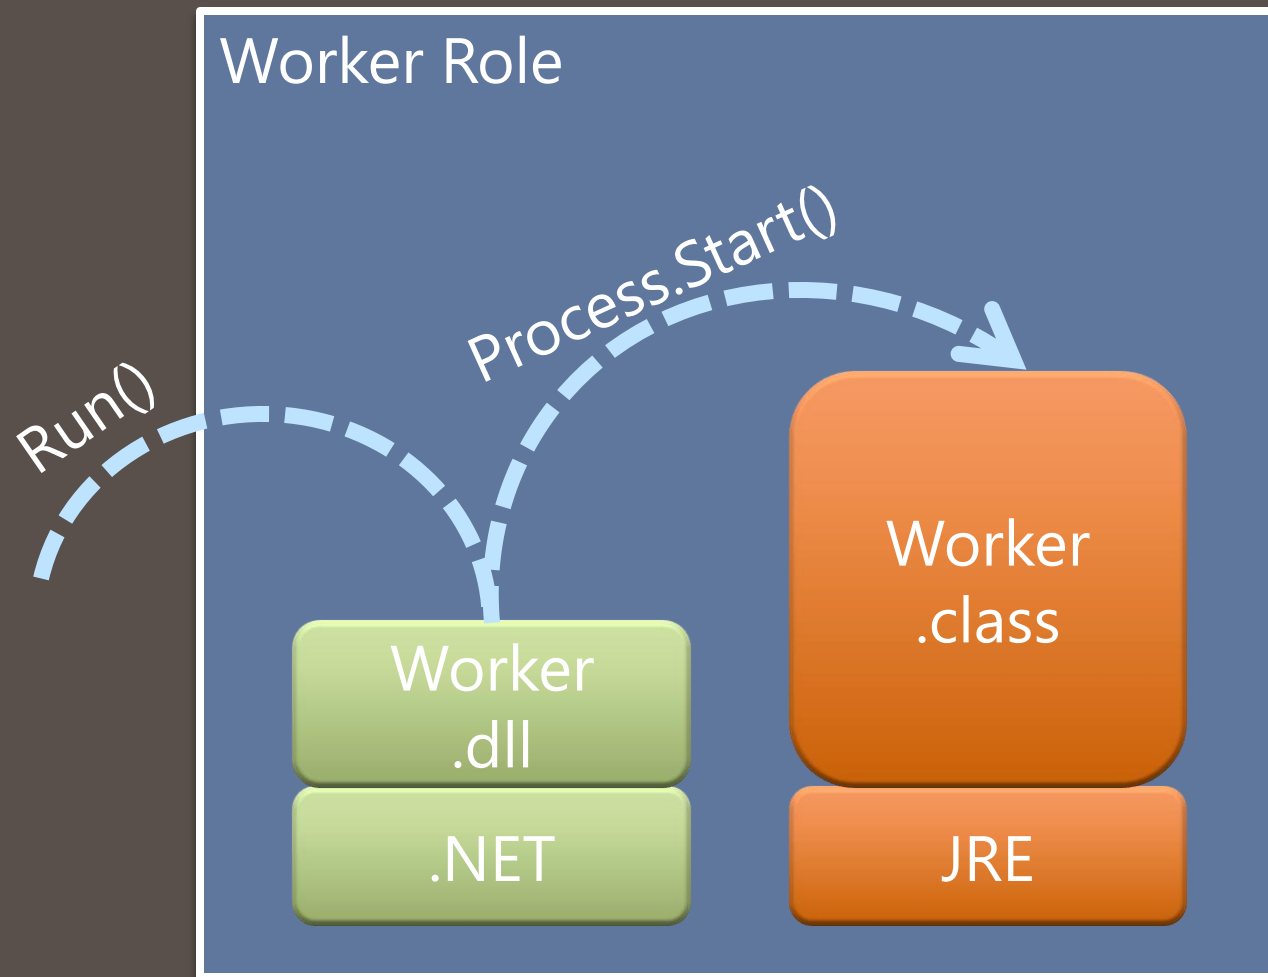 Worker Role
Process.Start()
Run()
Worker
.class
Worker
.dll
.NET
JRE